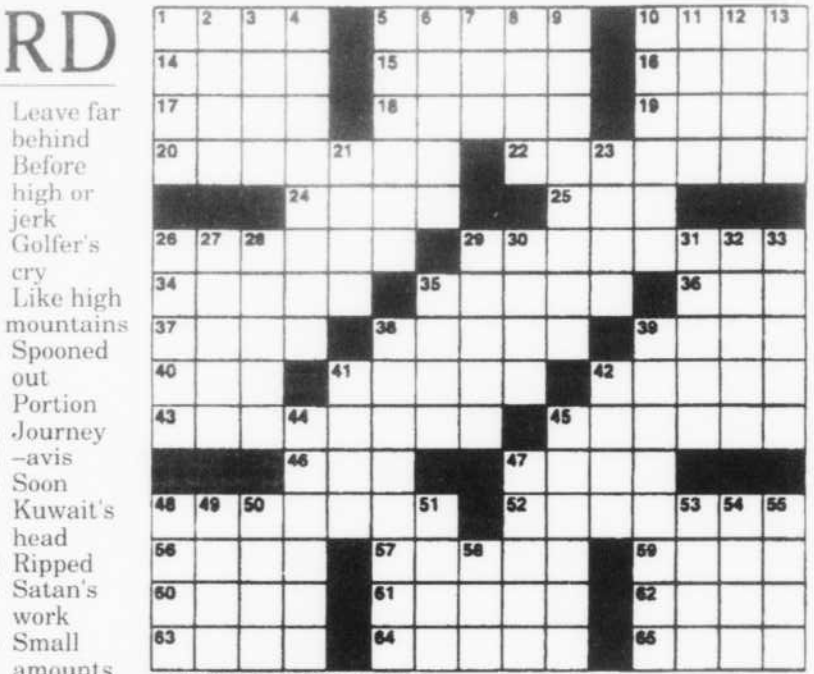 RD
Leave far
behind
Before
high or
jerk
Golfer's
cry
Like high
mountains
Spooned
out
Portion
Journey
–avis
Soon
Kuwait's
head
Ripped
Satan's
work
Small
amounts
1 2 3 4 5 6 7 8 9 10 11 12 13
14 15 16
17 18 19
20 21 22 23
24 25
26 27 28 29 30 31 32 33
34 35 36
37 38 39
40 41 42
43 44 45
46 47
48 49 50 51 52 53 54 55
56 57 58 59
60 61 62
63 64 65